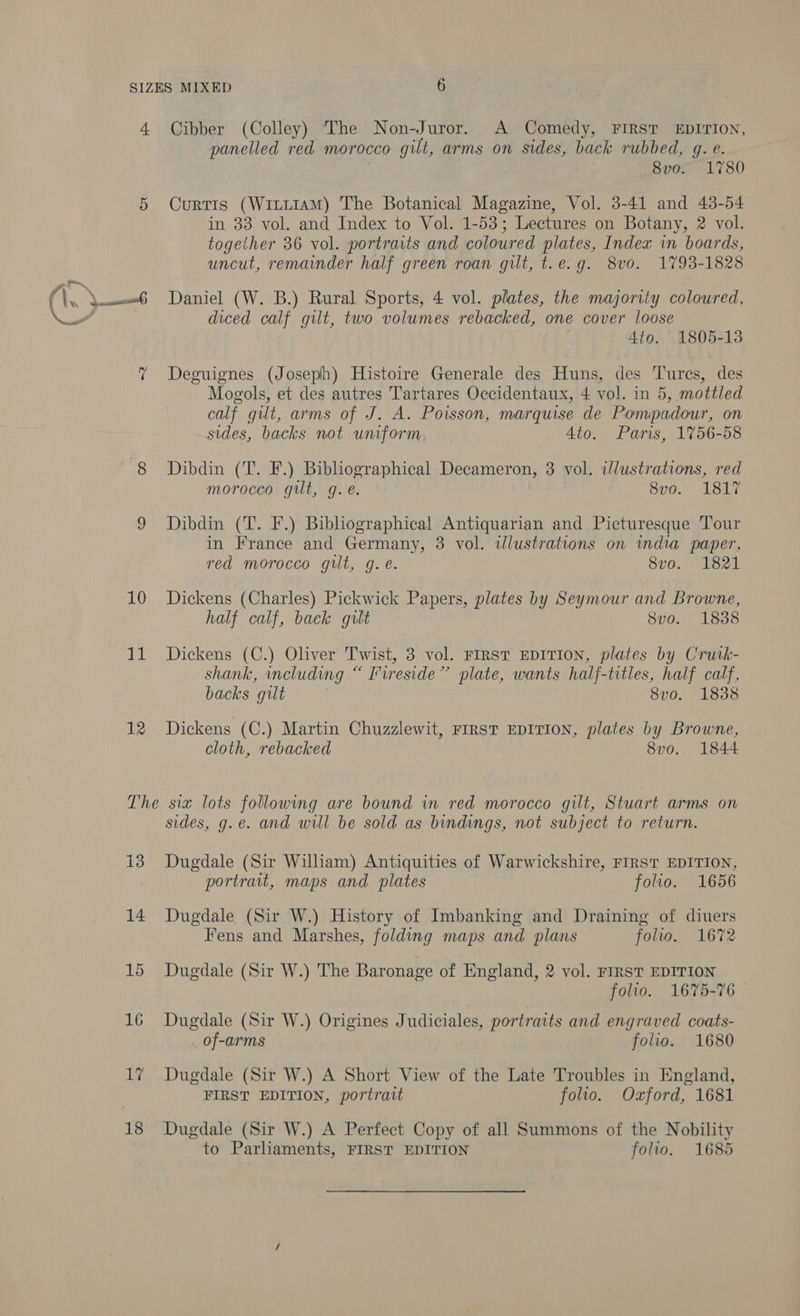 SIZES MIXED 6
4 Cibber (Colley) The Non-Juror. A Comedy, FIRST EDITION,
panelled red morocco gilt, arms on sides, back rubbed, g. e.
8vo. 1780
5 Curtis (William) The Botanical Magazine, Vol. 3-41 and 43-54
in 33 vol. and Index to Vol. 1-53; Lectures on Botany, 2 vol.
together 36 vol. portraits and coloured plates, Index in boards,
uncut, remainder half green roan gilt, t. e. g. 8vo. 1793-1828
6 Daniel (W. B.) Rural Sports, 4 vol. plates, the majority coloured,
diced calf gilt, two volumes rebacked, one cover loose
4to. 1805-13
7 Deguignes (Joseph) Histoire Generale des Huns, des Turcs, des
Mogols, et des autres Tartares Occidentaux, 4 vol. in 5, mottled
calf gilt, arms of J. A. Poisson, marquise de Pompadour, on
sides, backs not uniform 4to. Paris, 1756-58
8 Dibdin (T. F.) Bibliographical Decameron, 3 vol. illustrations, red
morocco gilt, g. e. 8vo. 1817
9 Dibdin (T. F.) Bibliographical Antiquarian and Picturesque Tour
in France and Germany, 3 vol. illustrations on india paper,
red morocco gilt, g. e. 8vo. 1821
10 Dickens (Charles) Pickwick Papers, plates by Seymour and Browne,
half calf, back gilt 8vo. 1838
11 Dickens (C.) Oliver Twist, 3 vol. FIRST EDITION, plates by Cruik-
shank, including “ Fireside ” plate, wants half-titles, half calf,
backs gilt 8vo. 1838
12 Dickens (C.) Martin Chuzzlewit, FIRST EDITION, plates by Browne,
cloth, rebacked 8vo. 1844
The six lots following are bound in red morocco gilt, Stuart arms on
sides, g. e. and will be sold as bindings, not subject to return.
13 Dugdale (Sir William) Antiquities of Warwickshire, FIRST EDITION,
portrait, maps and plates folio. 1656
14 Dugdale (Sir W.) History of Imbanking and Draining of diuers
Fens and Marshes, folding maps and plans folio. 1672
15 Dugdale (Sir W.) The Baronage of England, 2 vol. FIRST EDITION
folio. 1675-76
16 Dugdale (Sir W.) Origines Judiciales, portraits and engraved coats-
of-arms folio. 1680
17 Dugdale (Sir W.) A Short View of the Late Troubles in England,
FIRST EDITION, portrait folio. Oxford, 1681
18 Dugdale (Sir W.) A Perfect Copy of all Summons of the Nobility
to Parliaments, FIRST EDITION folio. 1685